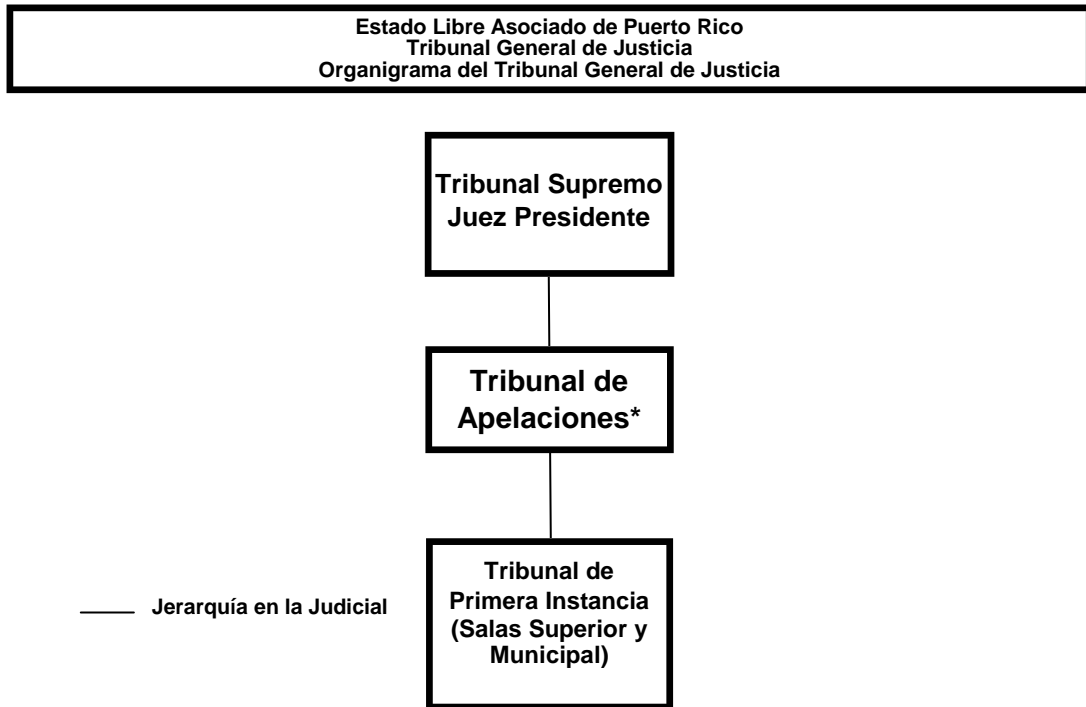 Estado Libre Asociado de Puerto Rico
Tribunal General de Justicia
Organigrama del Tribunal General de Justicia
Tribunal Supremo
Juez Presidente
Tribunal de
Apelaciones*
Tribunal de
Primera Instancia
(Salas Superior y
Municipal)
Jerarquía en la Judicial